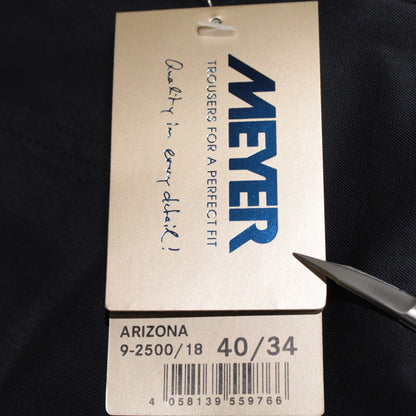 MEYER
TROUSERS FOR A PERFECT FIT
Quality in every detail!
ARIZONA
9-2500/18 40/34
4 058139 559766